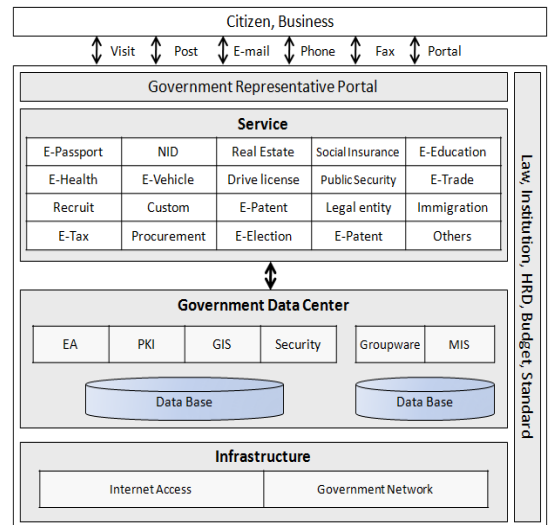 Citizen, Business
Visit Post E-mail Phone Fax Portal
Government Representative Portal
Service
E-Passport NID Real Estate Social Insurance E-Education
E-Health E-Vehicle Drive license Public Security E-Trade
Recruit Custom E-Patent Legal entity Immigration
E-Tax Procurement E-Election E-Patent Others
Government Data Center
EA PKI GIS Security Groupware MIS
Data Base Data Base
Infrastructure
Internet Access Government Network
Law, Institution, HRD, Budget, Standard